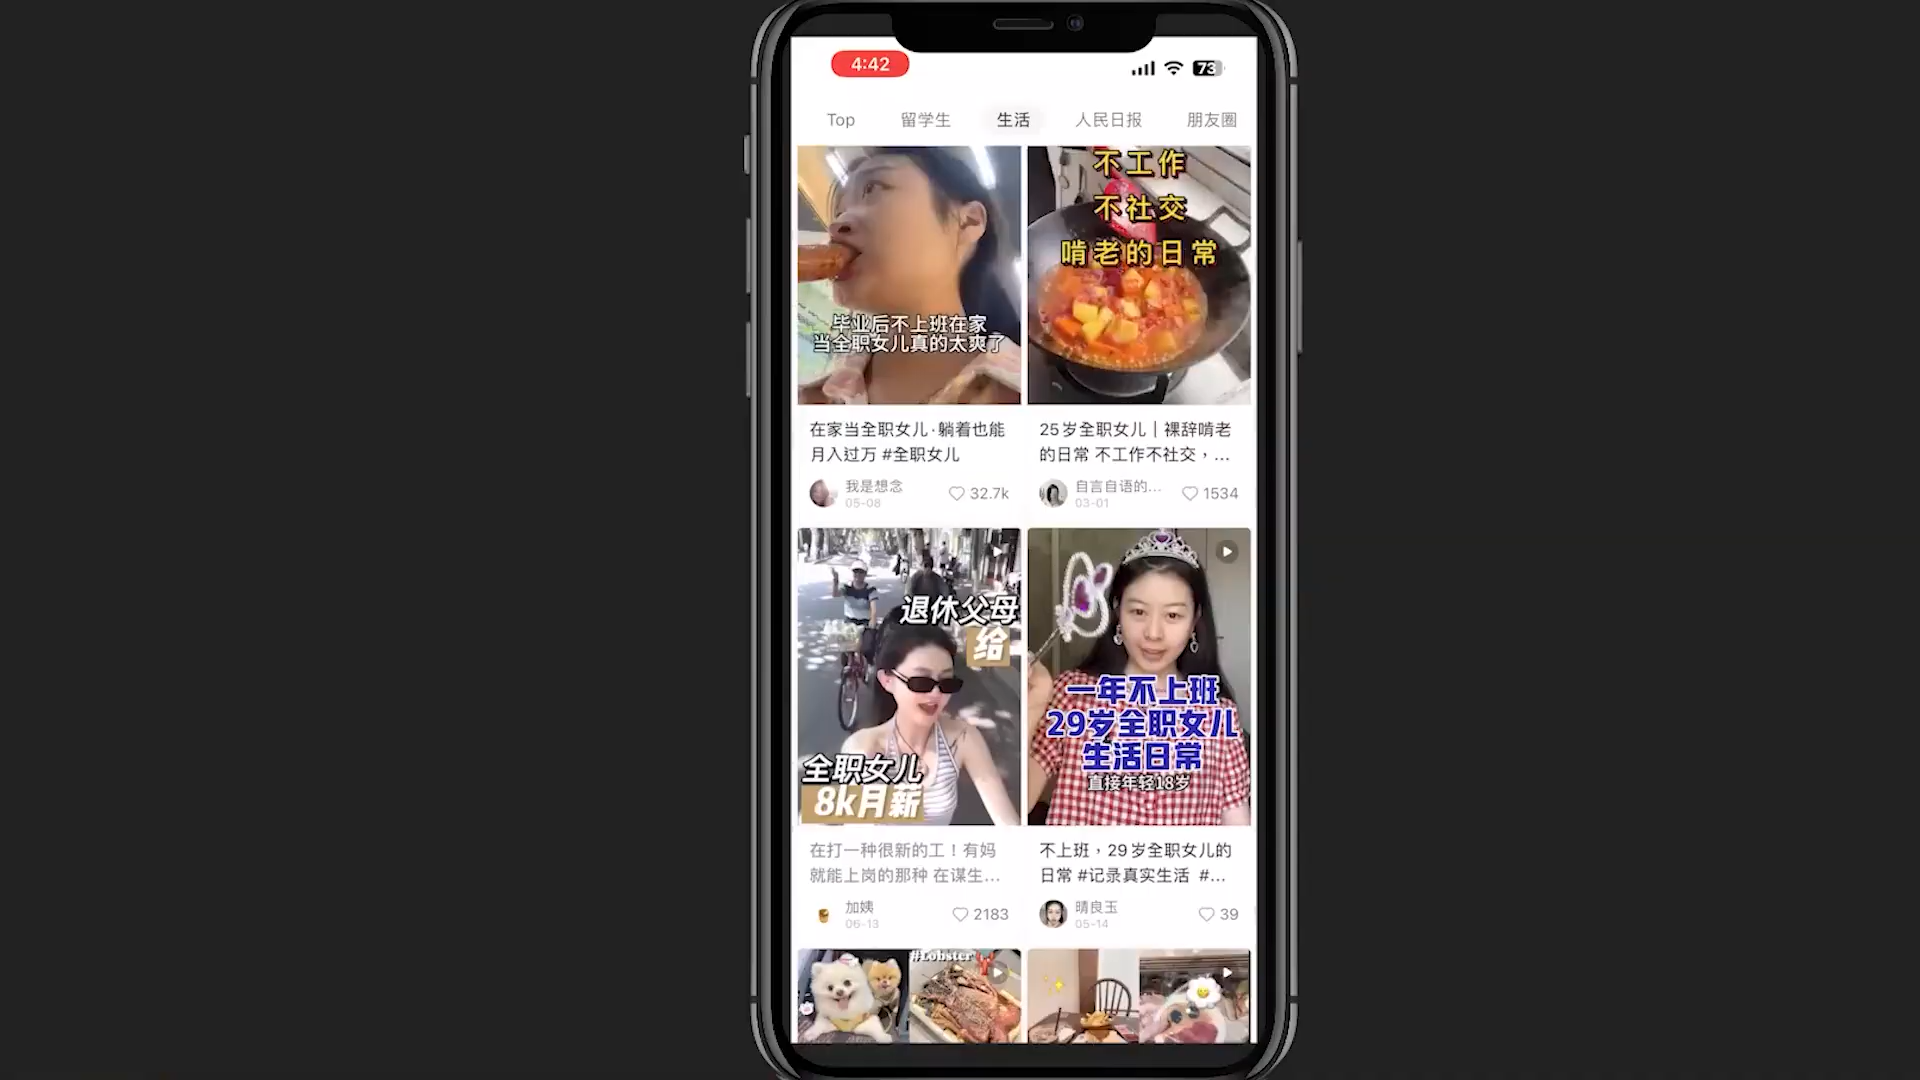 4:42
73
Top 留学生 生活 人民日报 朋友圈
毕业后不上班在家
当全职女儿真的太爽了
在家当全职女儿·躺着也能
月入过万 #全职女儿
我是想念
05-08
32.7k
不工作
不社交
啃老的日常
25岁全职女儿｜裸辞啃老
的日常 不工作不社交，...
自言自语的...
03-01
1534
退休父母
给
全职女儿
8k月薪
在打一种很新的工！有妈
就能上岗的那种 在谋生...
加姨
06-13
2183
一年不上班
29岁全职女儿
生活日常
直接年轻18岁
不上班，29岁全职女儿的
日常 #记录真实生活 #...
晴良玉
05-14
39
#Lobster